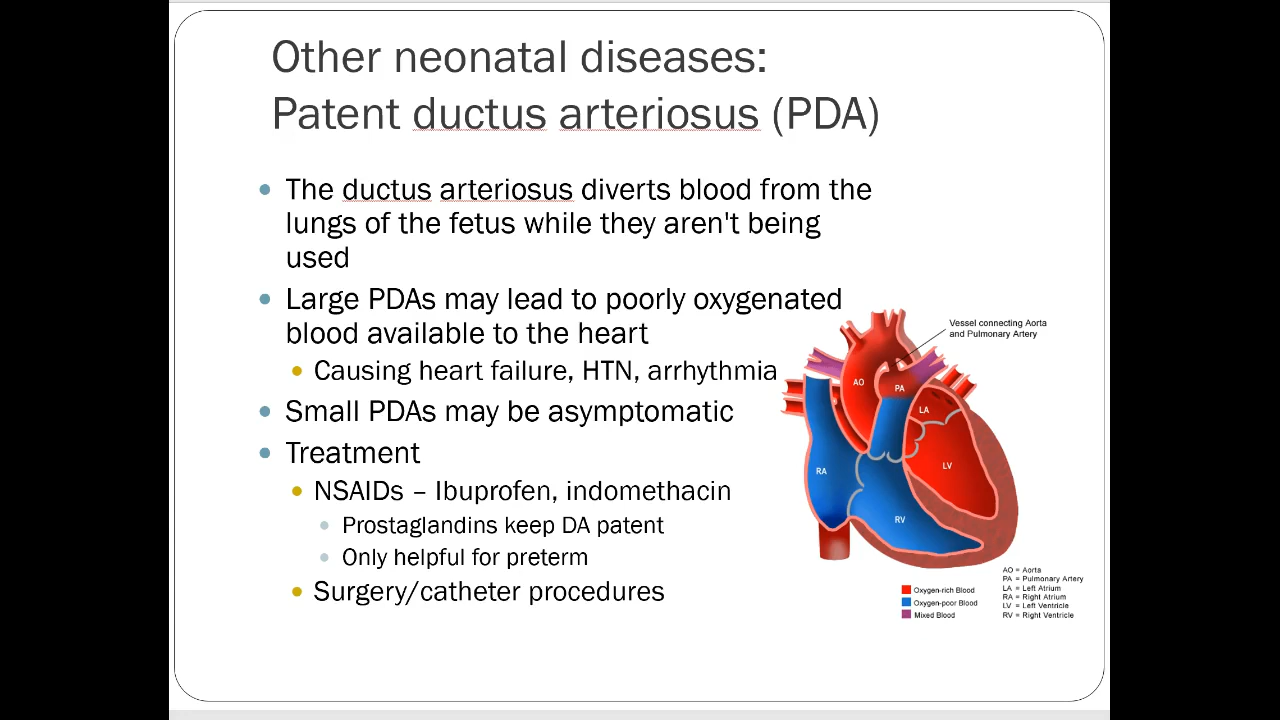 Other neonatal diseases:
Patent ductus arteriosus (PDA)
The ductus arteriosus diverts blood from the
lungs of the fetus while they aren't being
used
Large PDAs may lead to poorly oxygenated
blood available to the heart
Causing heart failure, HTN, arrhythmia
Small PDAs may be asymptomatic
Treatment
NSAIDs – Ibuprofen, indomethacin
Prostaglandins keep DA patent
Only helpful for preterm
Surgery/catheter procedures
Vessel connecting Aorta
and Pulmonary Artery
AO
PA
LA
LV
RA
RV
Oxygen-rich Blood
Oxygen-poor Blood
Mixed Blood
AO = Aorta
PA = Pulmonary Artery
LA = Left Atrium
RA = Right Atrium
LV = Left Ventricle
RV = Right Ventricle